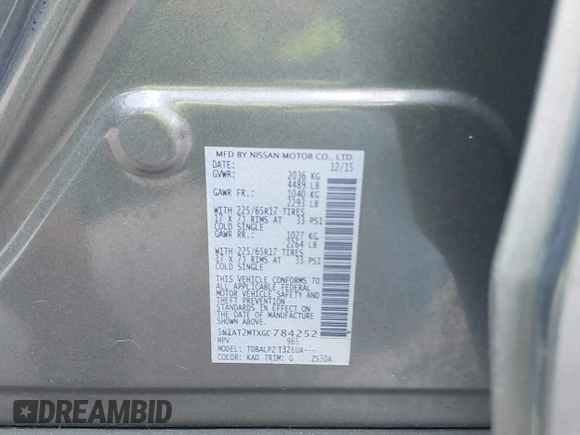 MFD BY NISSAN MOTOR CO., LTD.
DATE: 12/15
GVWR: 2036 KG
4489 LB
GAWR FR.: 1040 KG
2293 LB
WITH 225/65R17 TIRES
17 X 7J RIMS AT 33 PSI
COLD SINGLE
GAWR RR.: 1027 KG
2264 LB
WITH 225/65R17 TIRES
17 X 7J RIMS AT 33 PSI
COLD SINGLE
THIS VEHICLE CONFORMS TO
ALL APPLICABLE FEDERAL
MOTOR VEHICLE SAFETY AND
THEFT PREVENTION
STANDARDS IN EFFECT ON
THE DATE OF MANUFACTURE
SHOWN ABOVE
5N1AT2MTXGC784252
MPV 965
MODEL: TDBALP2 T32EUA---
COLOR: KAD TRIM: G ZS30A
DREAMBID